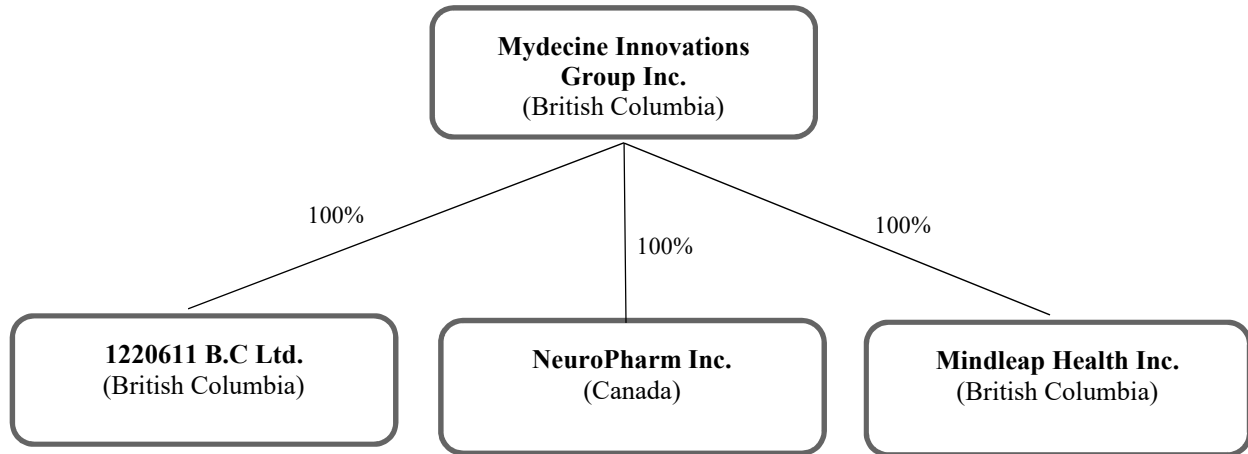 Mydecine Innovations
Group Inc.
(British Columbia)
100%
100%
100%
1220611 B.C Ltd.
(British Columbia)
NeuroPharm Inc.
(Canada)
Mindleap Health Inc.
(British Columbia)